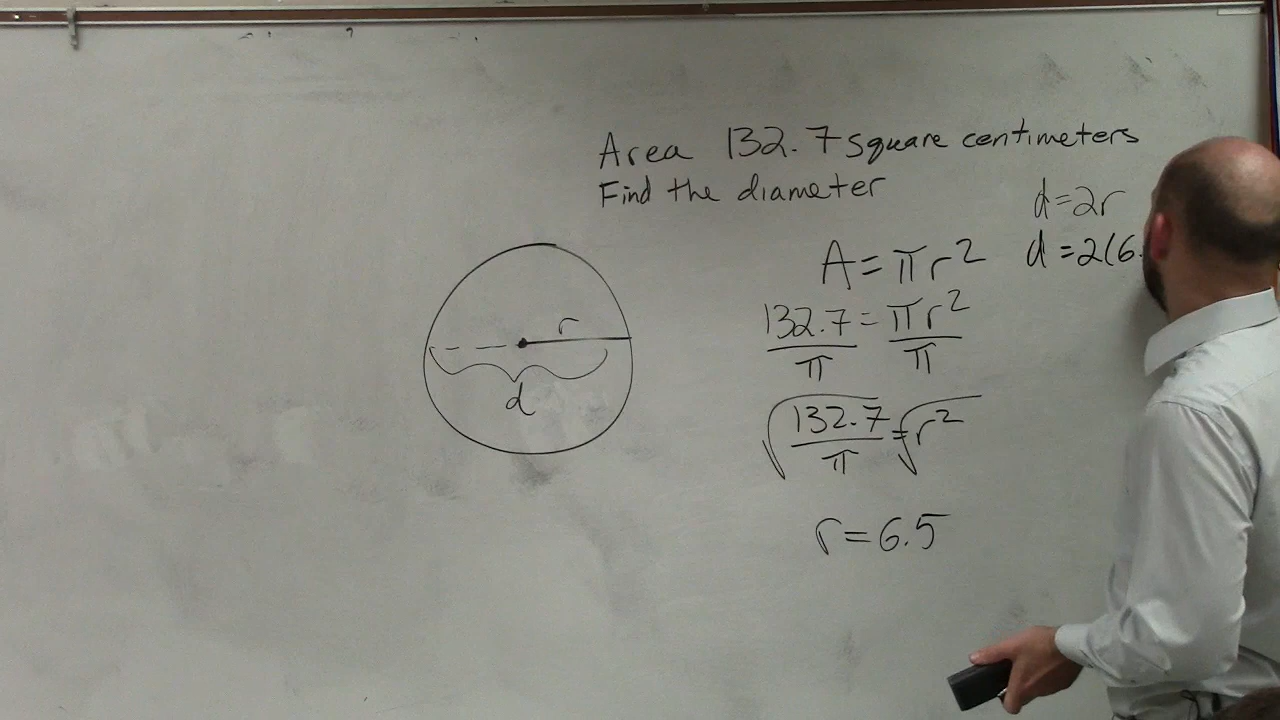 Area 132.7 square centimeters
Find the diameter
d=2r
d=2(6.
A=πr²
132.7=πr²
π π
√132.7/π=√r²
r=6.5
r
d